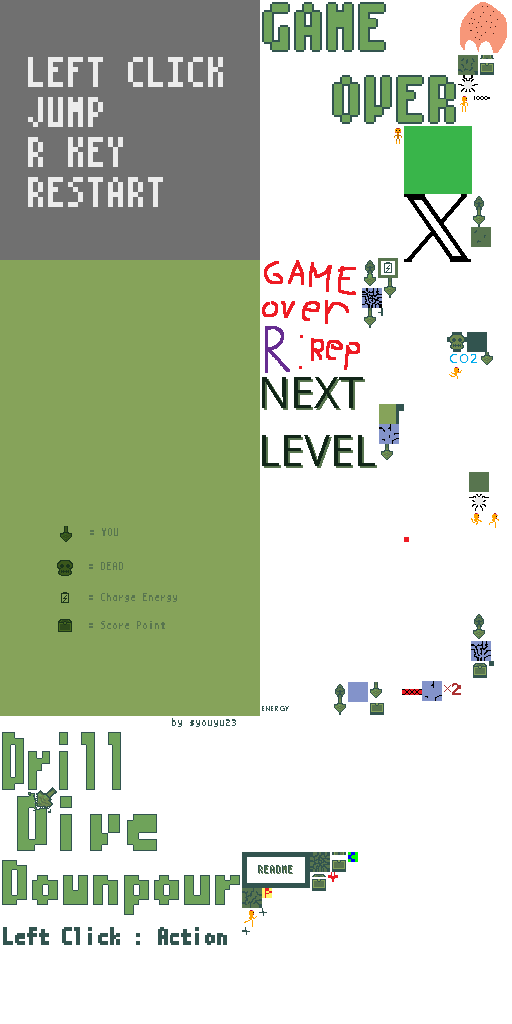 LEFT CLICK
JUMP
R KEY
RESTART
GAME
OVER
GAME
over
R : Rep
NEXT
LEVEL
CO2
= YOU
= DEAD
= Charge Energy
= Score Point
×2
ENERGY
by syouyu23
Drill
Dive
Downpour
README
Left Click : Action